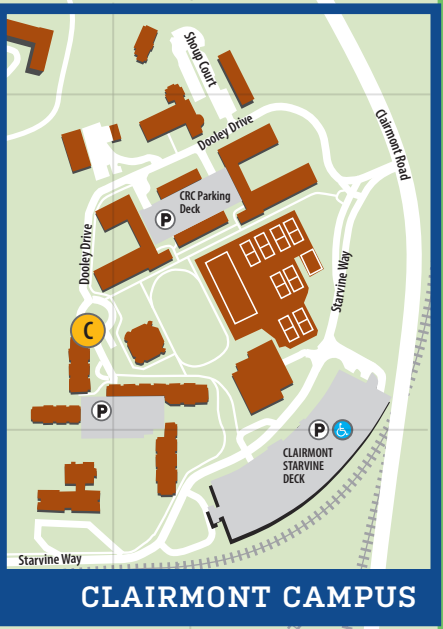 Shoup Court
Dooley Drive
Clairmont Road
CRC Parking
Deck
P
Dooley Drive
Starvine Way
C
P
P
CLAIRMONT
STARVINE
DECK
Starvine Way
CLAIRMONT CAMPUS